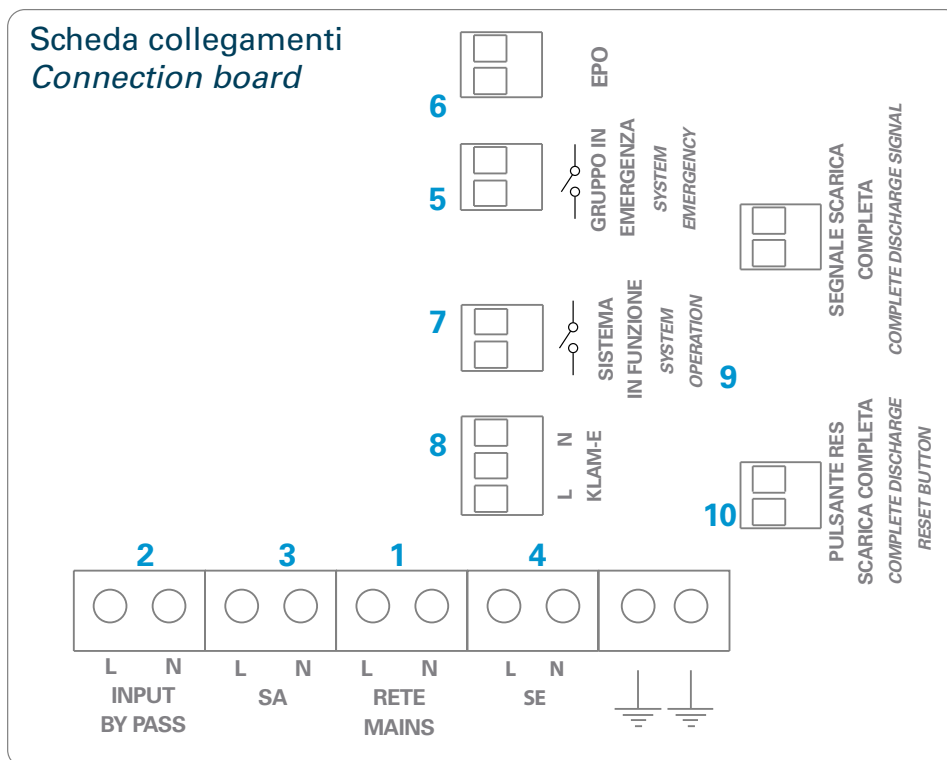 Scheda collegamenti
Connection board
6
EPO
5
GRUPPO IN
EMERGENZA
SYSTEM
EMERGENCY
SEGNALE SCARICA
COMPLETA
COMPLETE DISCHARGE SIGNAL
7
SISTEMA
IN FUNZIONE
SYSTEM
OPERATION
9
8
L N
KLAM-E
10
PULSANTE RES
SCARICA COMPLETA
COMPLETE DISCHARGE
RESET BUTTON
2 3 1 4
L N L N L N L N
INPUT
BY PASS
SA
RETE
MAINS
SE